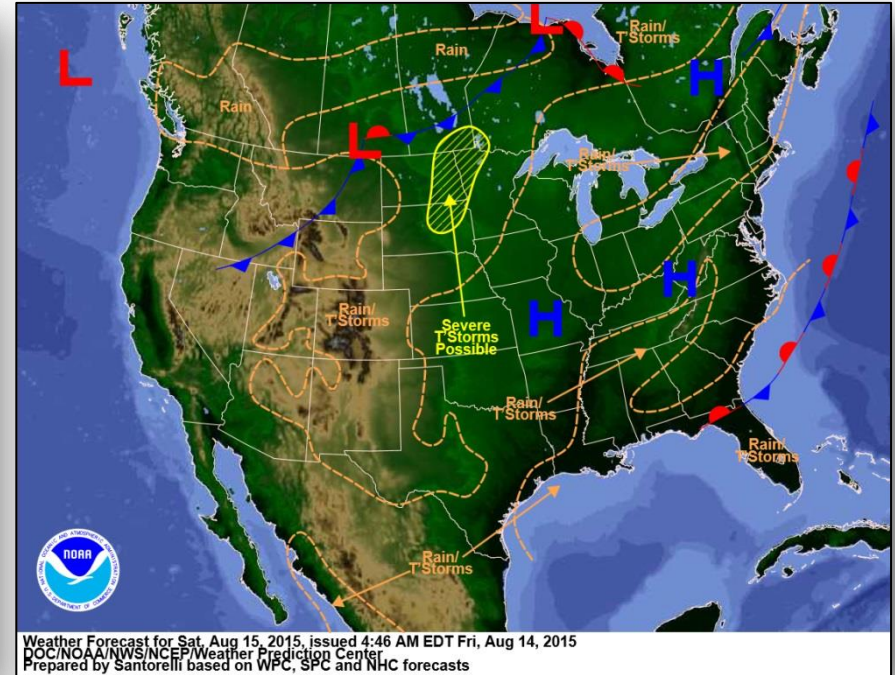 L
L
Rain/
T'Storms
Rain
H
Rain
L
Rain/
T'Storms
H
H
Rain/
T'Storms
Severe
T'Storms
Possible
Rain/
T'Storms
Rain/
T'Storms
NOAA
Rain/
T'Storms
Weather Forecast for Sat, Aug 15, 2015, issued 4:46 AM EDT Fri, Aug 14, 2015
DOC/NOAA/NWS/NCEP/Weather Prediction Center
Prepared by Santorelli based on WPC, SPC and NHC forecasts